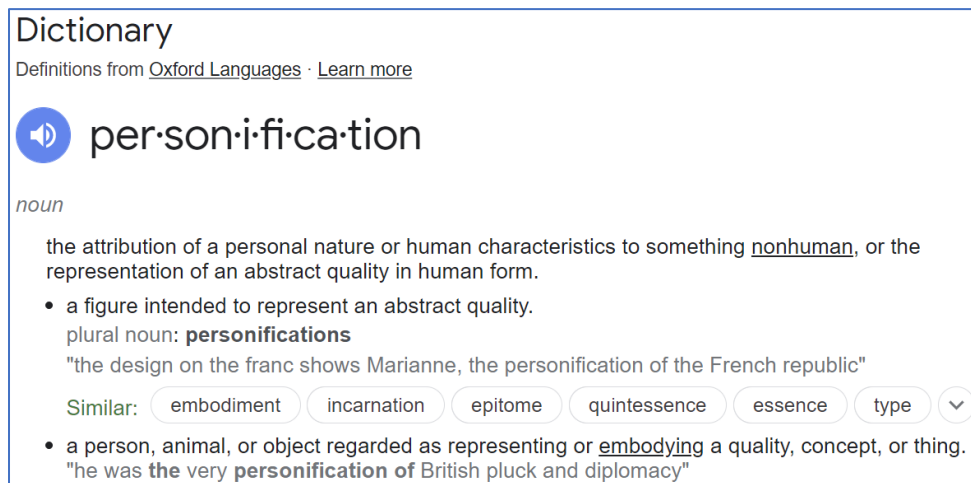 Dictionary
Definitions from Oxford Languages · Learn more
per·son·i·fi·ca·tion
noun
the attribution of a personal nature or human characteristics to something nonhuman, or the
representation of an abstract quality in human form.
• a figure intended to represent an abstract quality.
plural noun: personifications
"the design on the franc shows Marianne, the personification of the French republic"
Similar: embodiment incarnation epitome quintessence essence type
• a person, animal, or object regarded as representing or embodying a quality, concept, or thing.
"he was the very personification of British pluck and diplomacy"